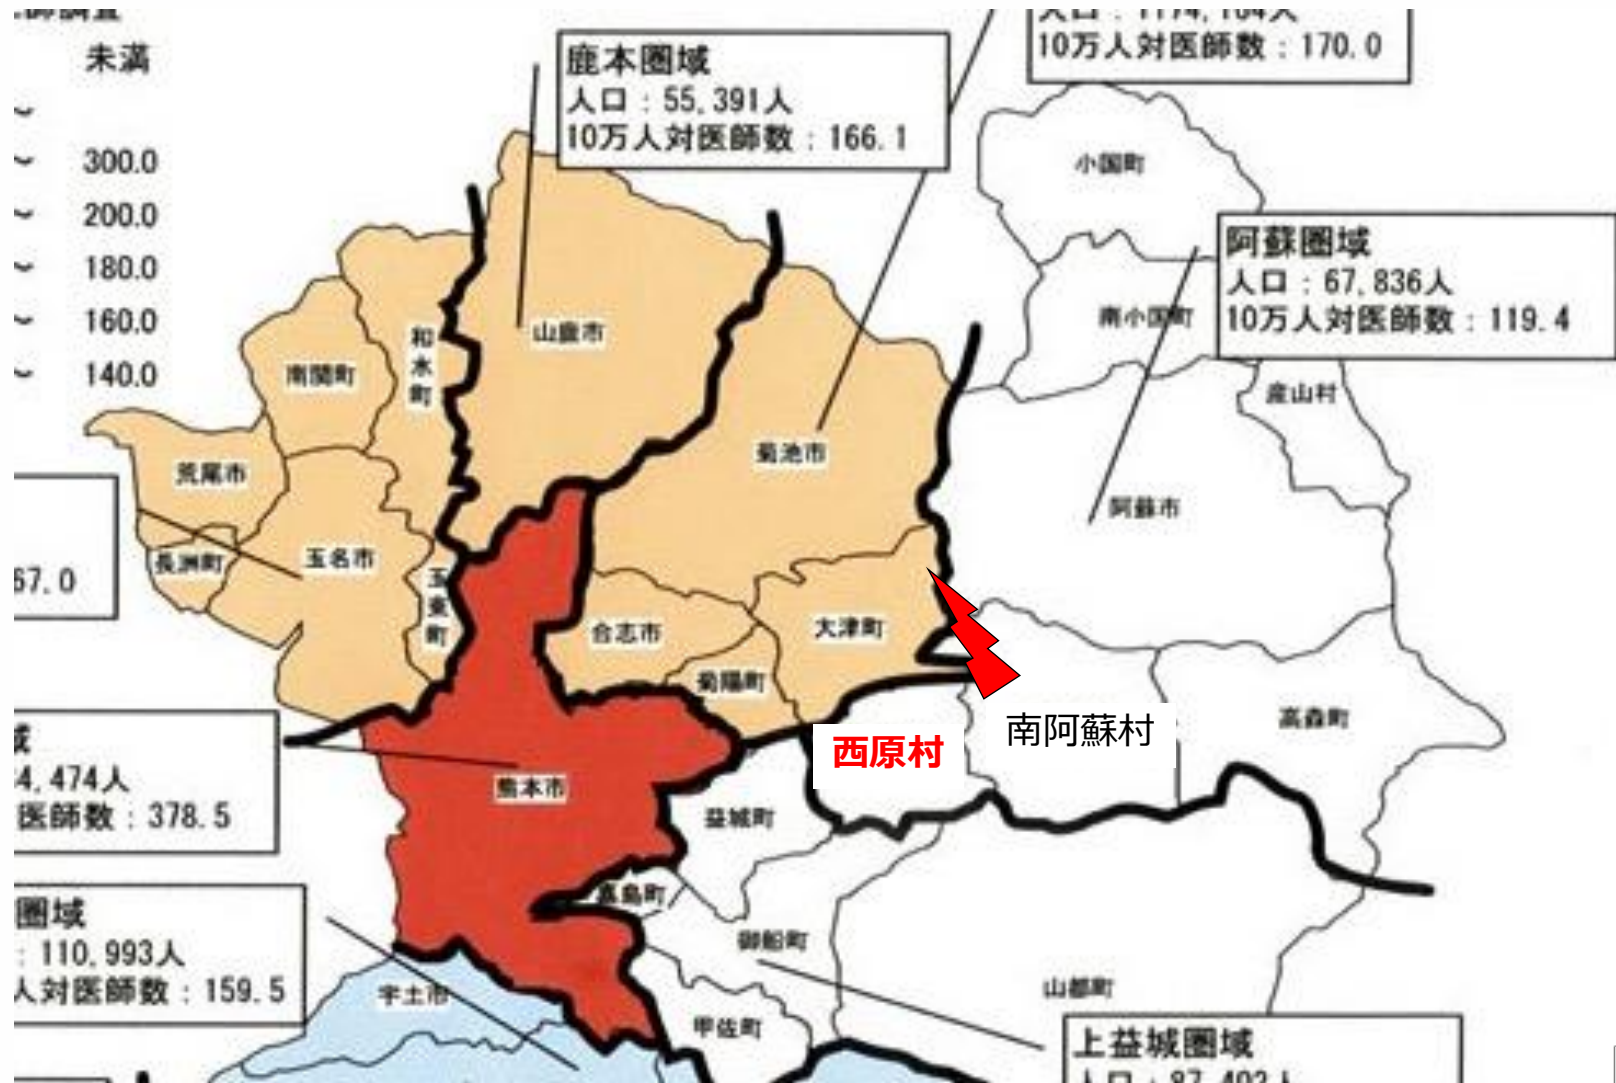 未満
10万人対医師数：170.0
鹿本圏域
人口：55,391人
10万人対医師数：166.1
300.0
200.0
180.0
160.0
140.0
小国町
阿蘇圏域
人口：67,836人
10万人対医師数：119.4
南小国町
山鹿市
和水町
南関町
産山村
菊池市
荒尾市
阿蘇市
長洲町
玉名市
67.0
玉東町
合志市
大津町
菊陽町
南阿蘇村
高森町
西原村
域
4,474人
医師数：378.5
熊本市
益城町
嘉島町
圏域
：110,993人
人対医師数：159.5
御船町
宇土市
山都町
甲佐町
上益城圏域